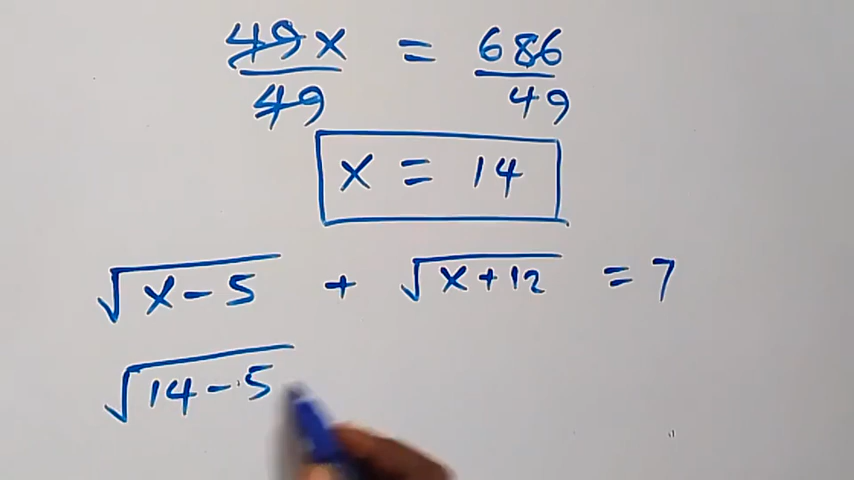 49x = 686
49 49
x = 14
√x-5 + √x+12 = 7
√14-5